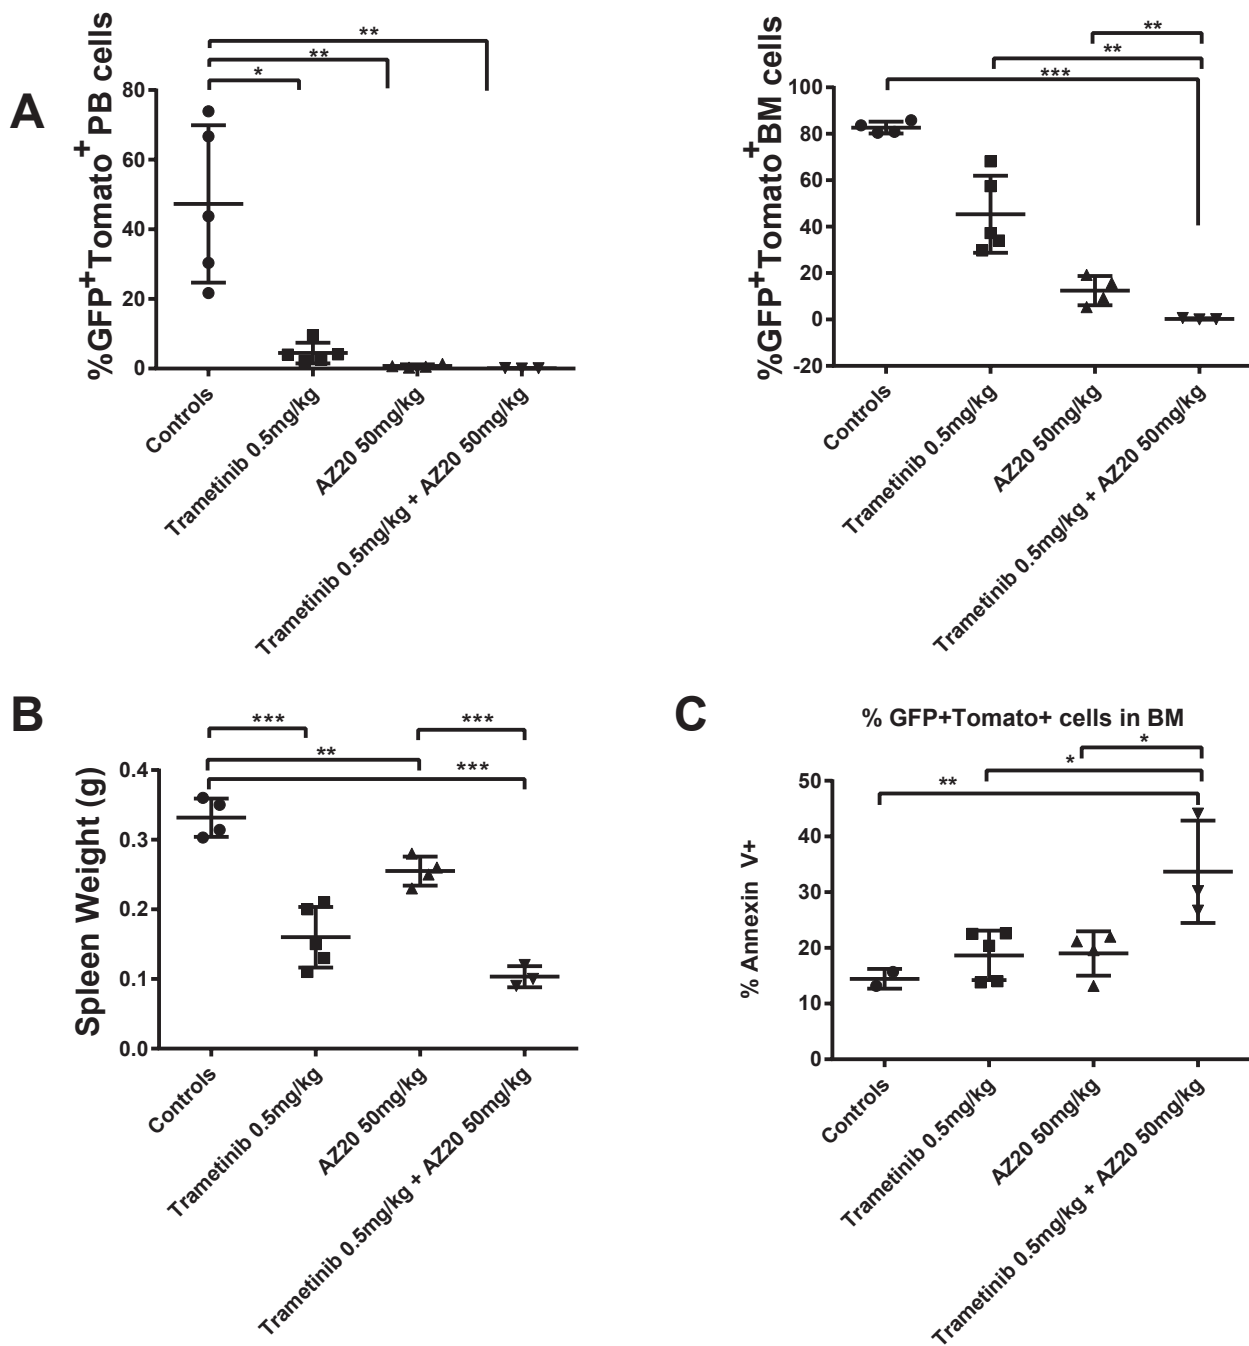 A
%GFP+Tomato+ PB cells
**
**
*
80
60
40
20
0
Controls
Trametinib 0.5mg/kg
AZ20 50mg/kg
Trametinib 0.5mg/kg + AZ20 50mg/kg
%GFP+Tomato+BM cells
**
**
***
100
80
60
40
20
0
-20
Controls
Trametinib 0.5mg/kg
AZ20 50mg/kg
Trametinib 0.5mg/kg + AZ20 50mg/kg
B
Spleen Weight (g)
***
***
**
***
0.4
0.3
0.2
0.1
0.0
Controls
Trametinib 0.5mg/kg
AZ20 50mg/kg
Trametinib 0.5mg/kg + AZ20 50mg/kg
C
% GFP+Tomato+ cells in BM
% Annexin V+
*
*
**
50
40
30
20
10
0
Controls
Trametinib 0.5mg/kg
AZ20 50mg/kg
Trametinib 0.5mg/kg + AZ20 50mg/kg